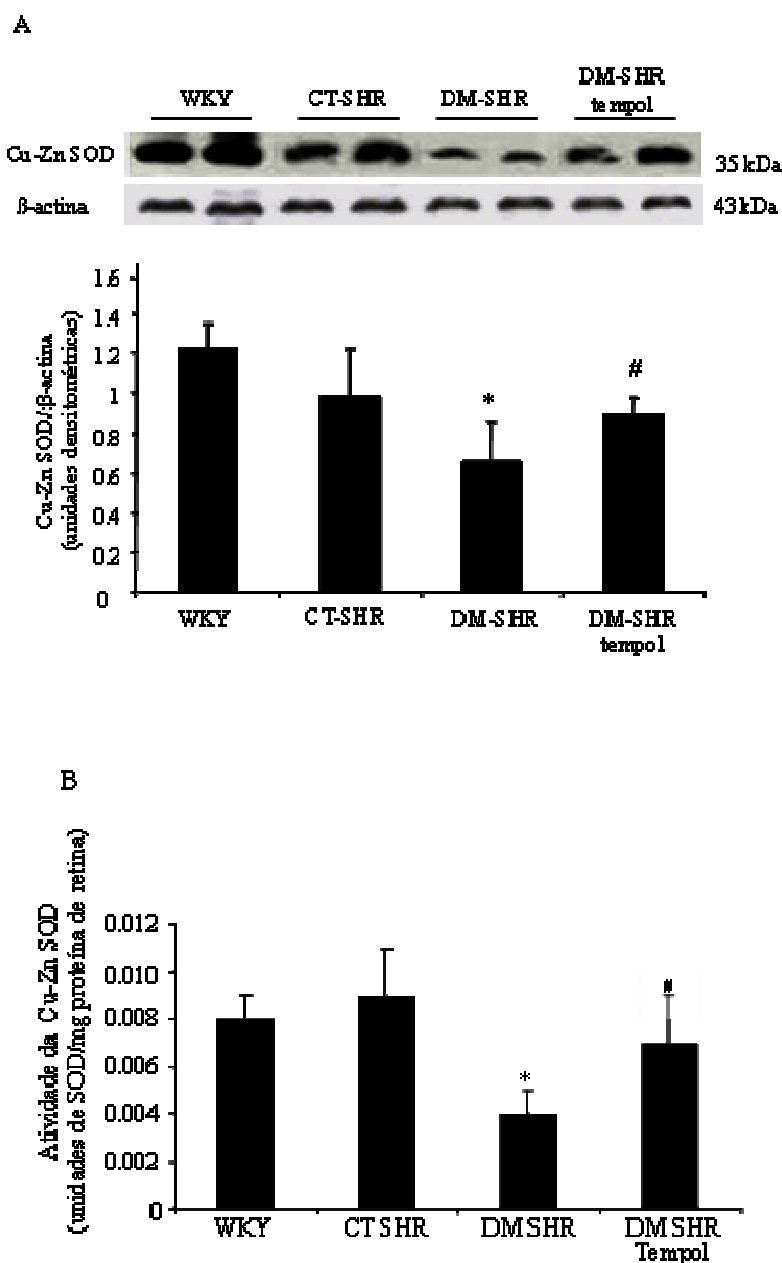 A
WKY CT-SHR DM-SHR DM-SHR
tempol
Cu-Zn SOD 35 kDa
ß-actina 43 kDa
Cu-Zn SOD/ß-actina
(unidades densitométricas)
1.6
1.4
1.2
1
0.8
0.6
0.4
0.2
0
* #
WKY CT-SHR DM-SHR DM-SHR
tempol
B
Atividade da Cu-Zn SOD
(unidades de SOD/mg proteína de retina)
0.012
0.010
0.008
0.006
0.004
0.002
0
* #
WKY CT SHR DM SHR DM SHR
Tempol